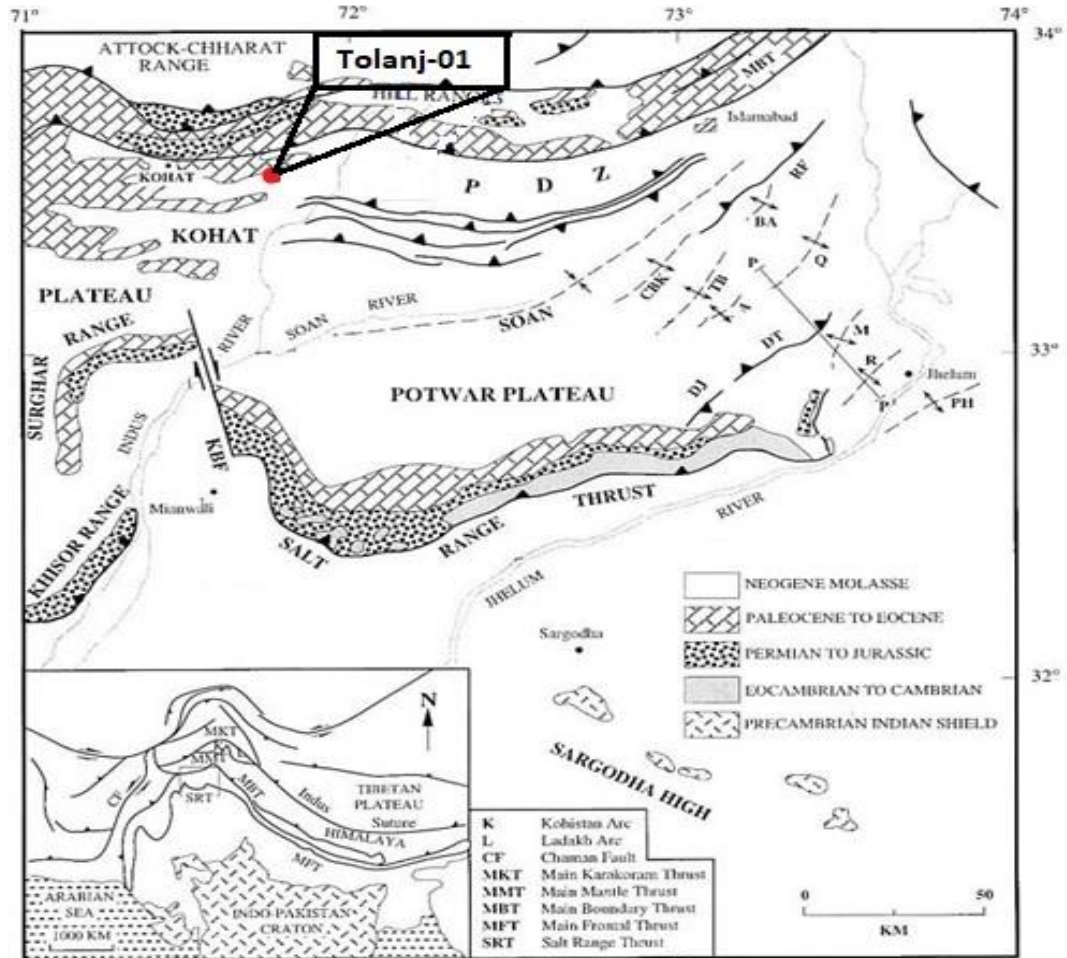 71°
72°
73°
74°
34°
ATTOCK-CHHARAT
RANGE
Tolanj-01
HILL RANGES
MBT
Islamabad
KOHAT
P D Z
RF
BA
KOHAT
PLATEAU
Q
CBK
TB
A
P
RIVER
SOAN
RIVER
SOAN
RANGE
33°
M
DT
R
Jhelum
SURGHAR
POTWAR PLATEAU
DJ
P'
PH
INDUS
RIVER
KBF
Mianwali
THRUST
RANGE
SALT
RIVER
JHELUM
KHISOR RANGE
NEOGENE MOLASSE
PALEOCENE TO EOCENE
PERMIAN TO JURASSIC
EOCAMBRIAN TO CAMBRIAN
PRECAMBRIAN INDIAN SHIELD
Sargodha
32°
SARGODHA HIGH
N
MKT
L
CF
SRT
MBT
Indus
Suture
TIBETAN
PLATEAU
HIMALAYA
MFT
ARABIAN
SEA
1000 KM
INDO-PAKISTAN
CRATON
K Kohistan Arc
L Ladakh Arc
CF Chaman Fault
MKT Main Karakoram Thrust
MMT Main Mantle Thrust
MBT Main Boundary Thrust
MFT Main Frontal Thrust
SRT Salt Range Thrust
0 50
KM